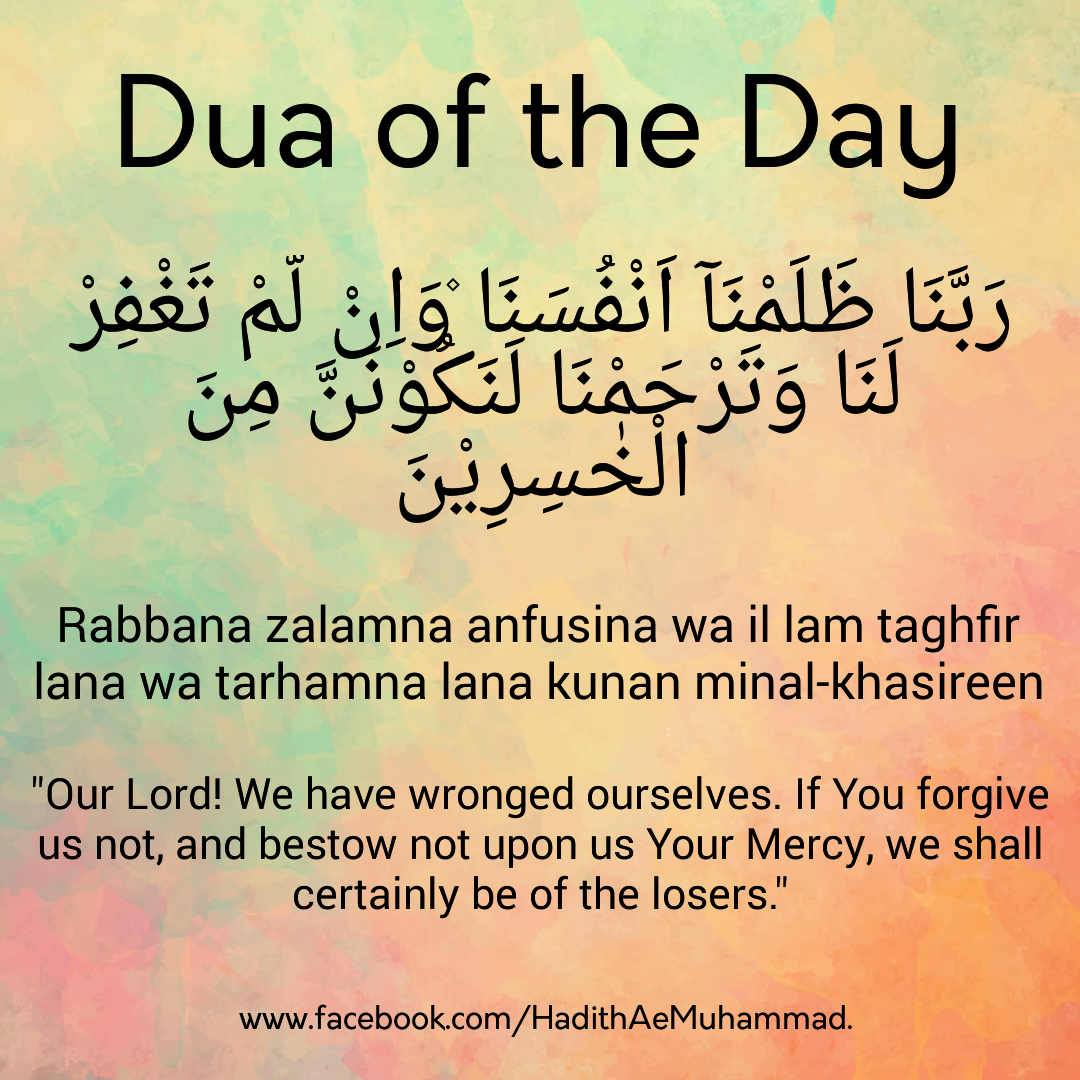 Dua of the Day
رَبَّنَا ظَلَمْنَآ اَنْفُسَنَا ۫وَاِنْ لَّمْ تَغْفِرْ
لَنَا وَتَرْحَمْنَا لَنَكُوْنَنَّ مِنَ
الْخٰسِرِيْنَ
Rabbana zalamna anfusina wa il lam taghfir
lana wa tarhamna lana kunan minal-khasireen
"Our Lord! We have wronged ourselves. If You forgive
us not, and bestow not upon us Your Mercy, we shall
certainly be of the losers."
www.facebook.com/HadithAeMuhammad.